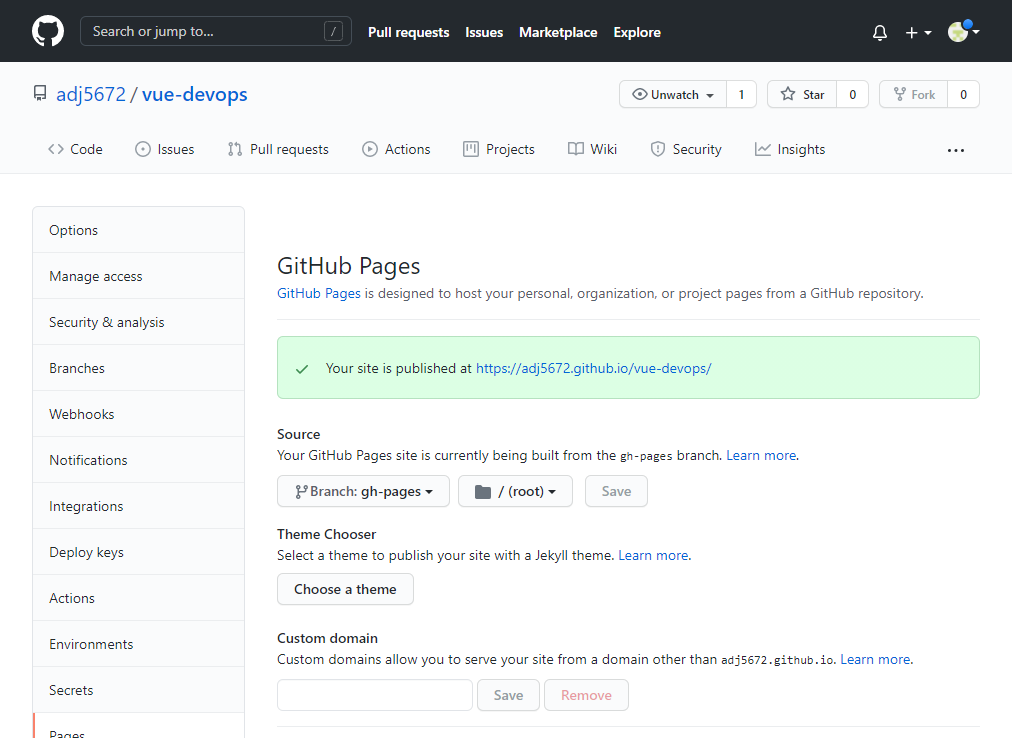 Search or jump to... /
Pull requests Issues Marketplace Explore
adj5672 / vue-devops
Unwatch 1 Star 0 Fork 0
Code Issues Pull requests Actions Projects Wiki Security Insights ...
Options
Manage access
Security & analysis
Branches
Webhooks
Notifications
Integrations
Deploy keys
Actions
Environments
Secrets
Pages
GitHub Pages
GitHub Pages is designed to host your personal, organization, or project pages from a GitHub repository.
Your site is published at https://adj5672.github.io/vue-devops/
Source
Your GitHub Pages site is currently being built from the gh-pages branch. Learn more.
Branch: gh-pages / (root) Save
Theme Chooser
Select a theme to publish your site with a Jekyll theme. Learn more.
Choose a theme
Custom domain
Custom domains allow you to serve your site from a domain other than adj5672.github.io. Learn more.
Save Remove